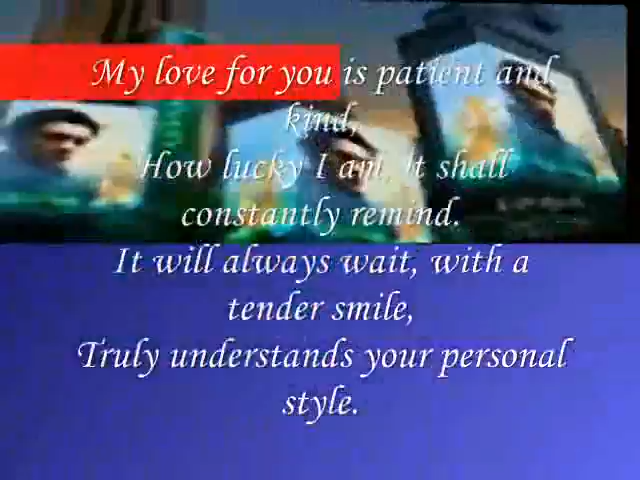 My love for you is patient and
kind,
How lucky I am, it shall
constantly remind.
It will always wait, with a
tender smile,
Truly understands your personal
style.